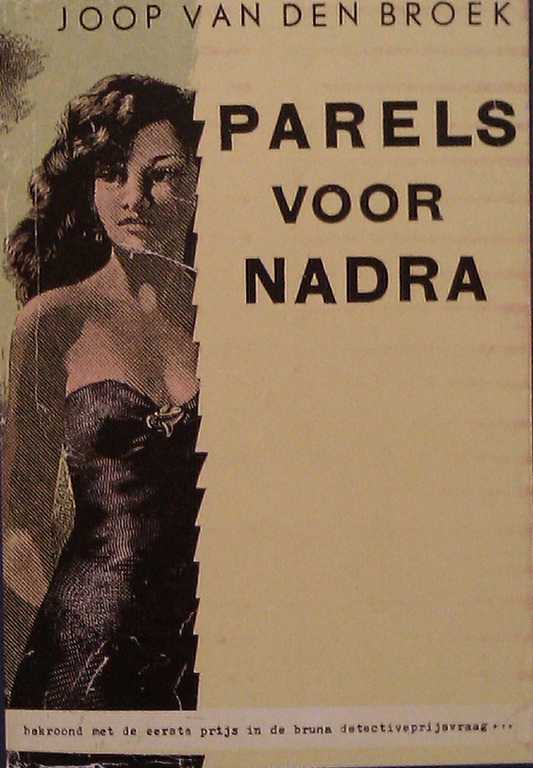 JOOP VAN DEN BROEK
PARELS
VOOR
NADRA
bekroond met de eerste prijs in de bruna detectiveprijsvraag...